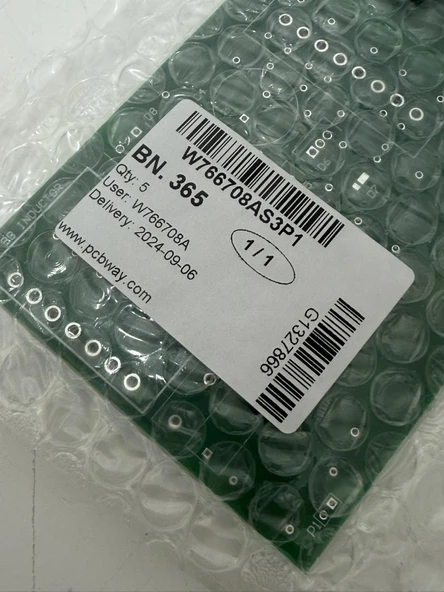 W766708AS3P1
BN. 365
1 / 1
Qty: 5
User: W766708A
Delivery: 2024-09-06
www.pcbway.com
G1327866